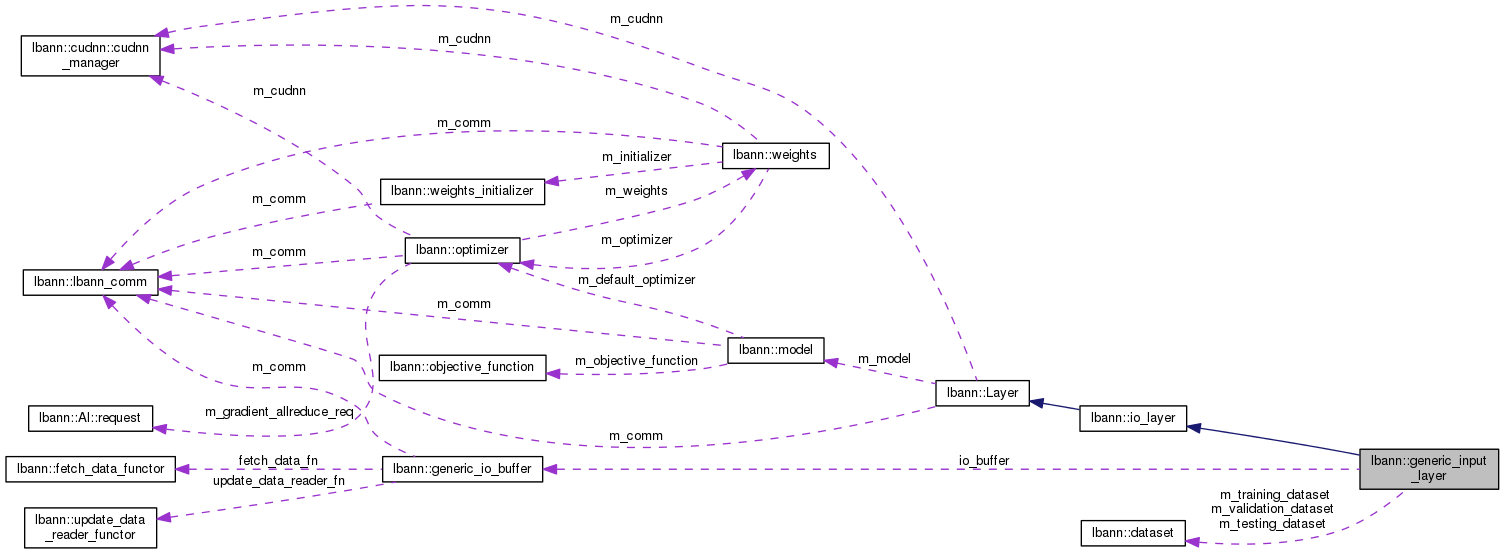 m_cudnn
lbann::cudnn::cudnn
_manager
m_cudnn
m_cudnn
m_comm
lbann::weights
m_initializer
lbann::weights_initializer
m_weights
m_comm
m_optimizer
lbann::optimizer
m_comm
m_default_optimizer
lbann::lbann_comm
m_comm
lbann::model
m_objective_function
m_model
lbann::objective_function
m_comm
lbann::Layer
m_gradient_allreduce_req
lbann::Al::request
lbann::io_layer
m_comm
fetch_data_fn
lbann::fetch_data_functor
lbann::generic_io_buffer
io_buffer
lbann::generic_input
_layer
update_data_reader_fn
m_training_dataset
m_validation_dataset
m_testing_dataset
lbann::update_data
_reader_functor
lbann::dataset